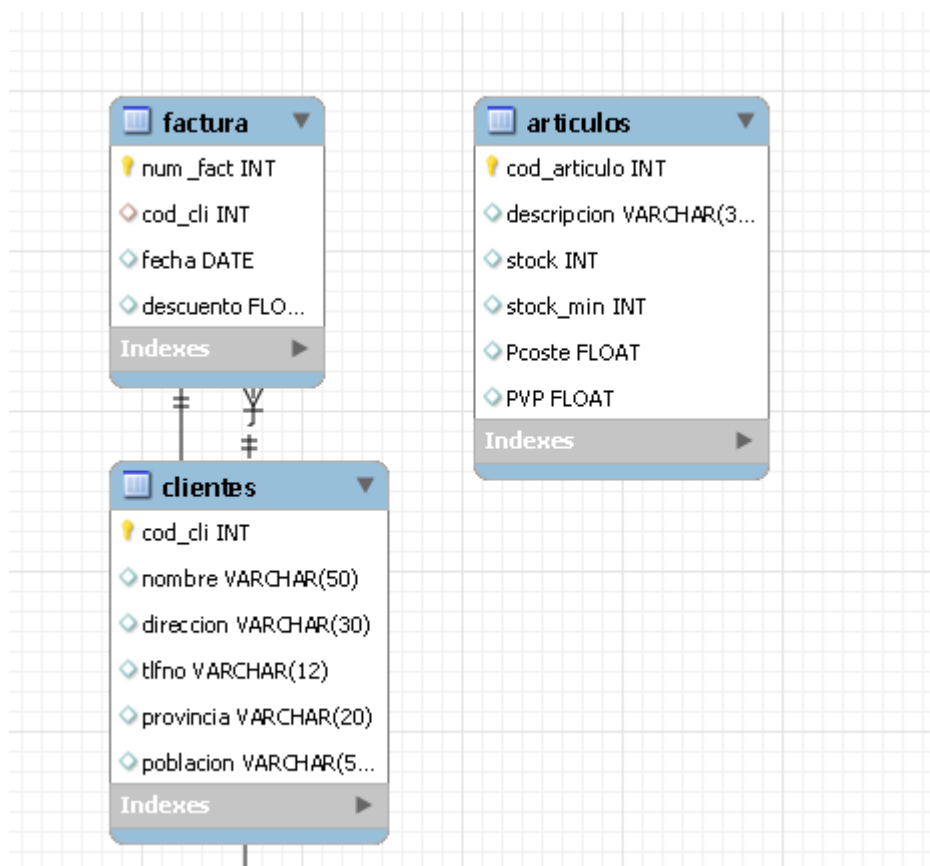 factura
num_fact INT
cod_cli INT
fecha DATE
descuento FLO...
Indexes
articulos
cod_articulo INT
descripcion VARCHAR(3...
stock INT
stock_min INT
Pcoste FLOAT
PVP FLOAT
Indexes
clientes
cod_cli INT
nombre VARCHAR(50)
direccion VARCHAR(30)
tlfno VARCHAR(12)
provincia VARCHAR(20)
poblacion VARCHAR(5...
Indexes